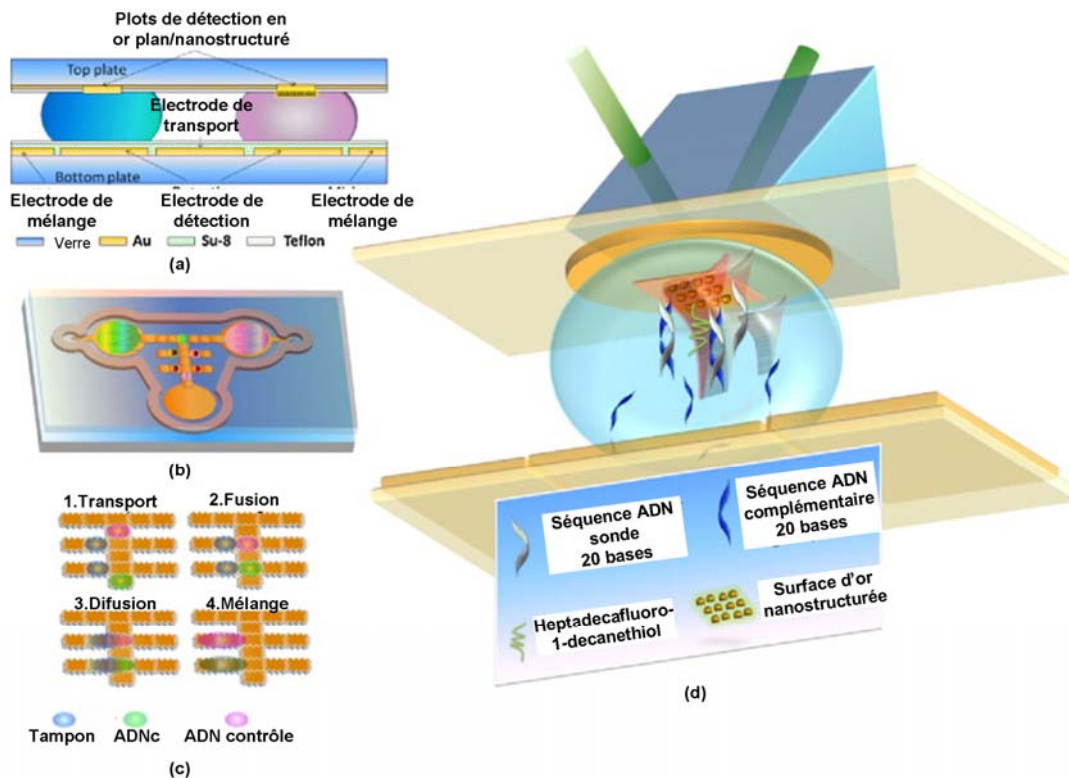 Plots de détection en
or plan/nanostructuré
Top plate
Electrode de
transport
Bottom plate
Electrode de
mélange
Electrode de
détection
Electrode de
mélange
Verre
Au
Su-8
Teflon
(a)
(b)
1.Transport
2.Fusion
3.Difusion
4.Mélange
Tampon
ADNc
ADN contrôle
(c)
Séquence ADN
sonde
20 bases
Séquence ADN
complémentaire
20 bases
Heptadecafluoro-
1-decanethiol
Surface d'or
nanostructurée
(d)